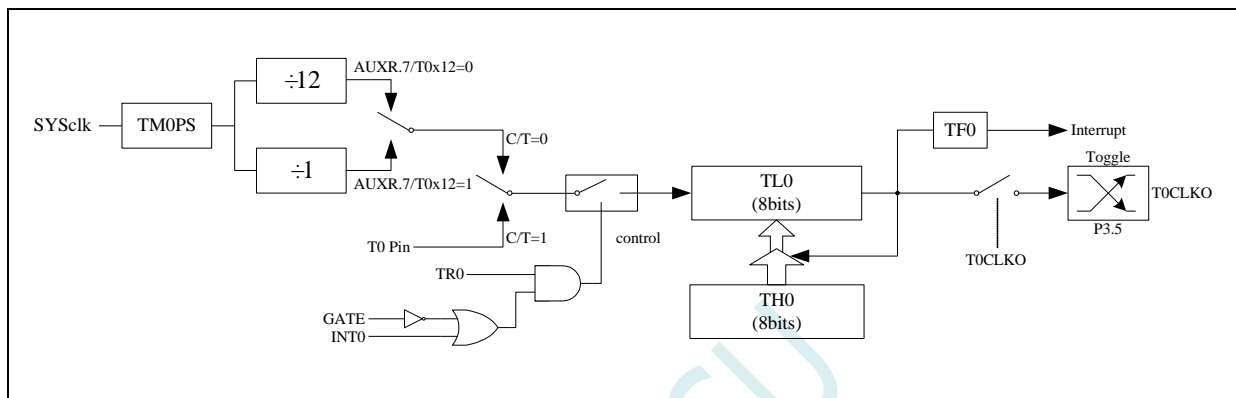 AUXR.7/T0x12=0
÷12
SYSclk
TM0PS
÷1
AUXR.7/T0x12=1
C/T=0
T0 Pin
C/T=1
control
TR0
GATE
INT0
TL0
(8bits)
TH0
(8bits)
TF0
Interrupt
Toggle
T0CLKO
P3.5
T0CLKO